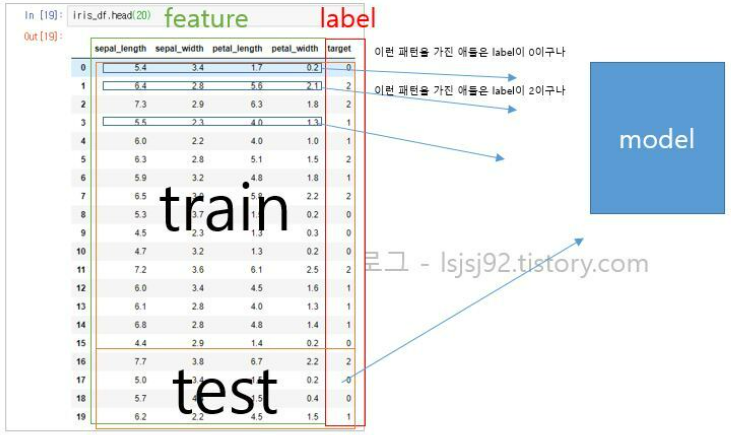 In [19]: iris_df.head(20) feature label
Out[19]:
sepal_length sepal_width petal_length petal_width target
0 5.4 3.4 1.7 0.2 0
1 6.4 2.8 5.6 2.1 2
2 7.3 2.9 6.3 1.8 2
3 5.5 2.3 4.0 1.3 1
4 6.0 2.2 4.0 1.0 1
5 6.3 2.8 5.1 1.5 2
6 5.9 3.2 4.8 1.8 1
7 6.5 2.2 2
8 5.3 3.7 0.2 0
9 4.5 2.3 0.3 0
10 4.7 3.2 1.3 0.2 0
11 7.2 3.6 6.1 2.5 2
12 6.0 3.4 4.5 1.6 1
13 6.1 2.8 4.0 1.3 1
14 6.8 2.8 4.8 1.4 1
15 4.4 2.9 1.4 0.2 0
16 7.7 3.8 6.7 2.2 2
17 5.0 3.4 0.2 0
18 5.7 1.5 0.4 0
19 6.2 2.2 4.5 1.5 1
train
test
이런 패턴을 가진 애들은 label이 0이구나
이런 패턴을 가진 애들은 label이 2이구나
model
로그 - lsjsj92.tistory.com